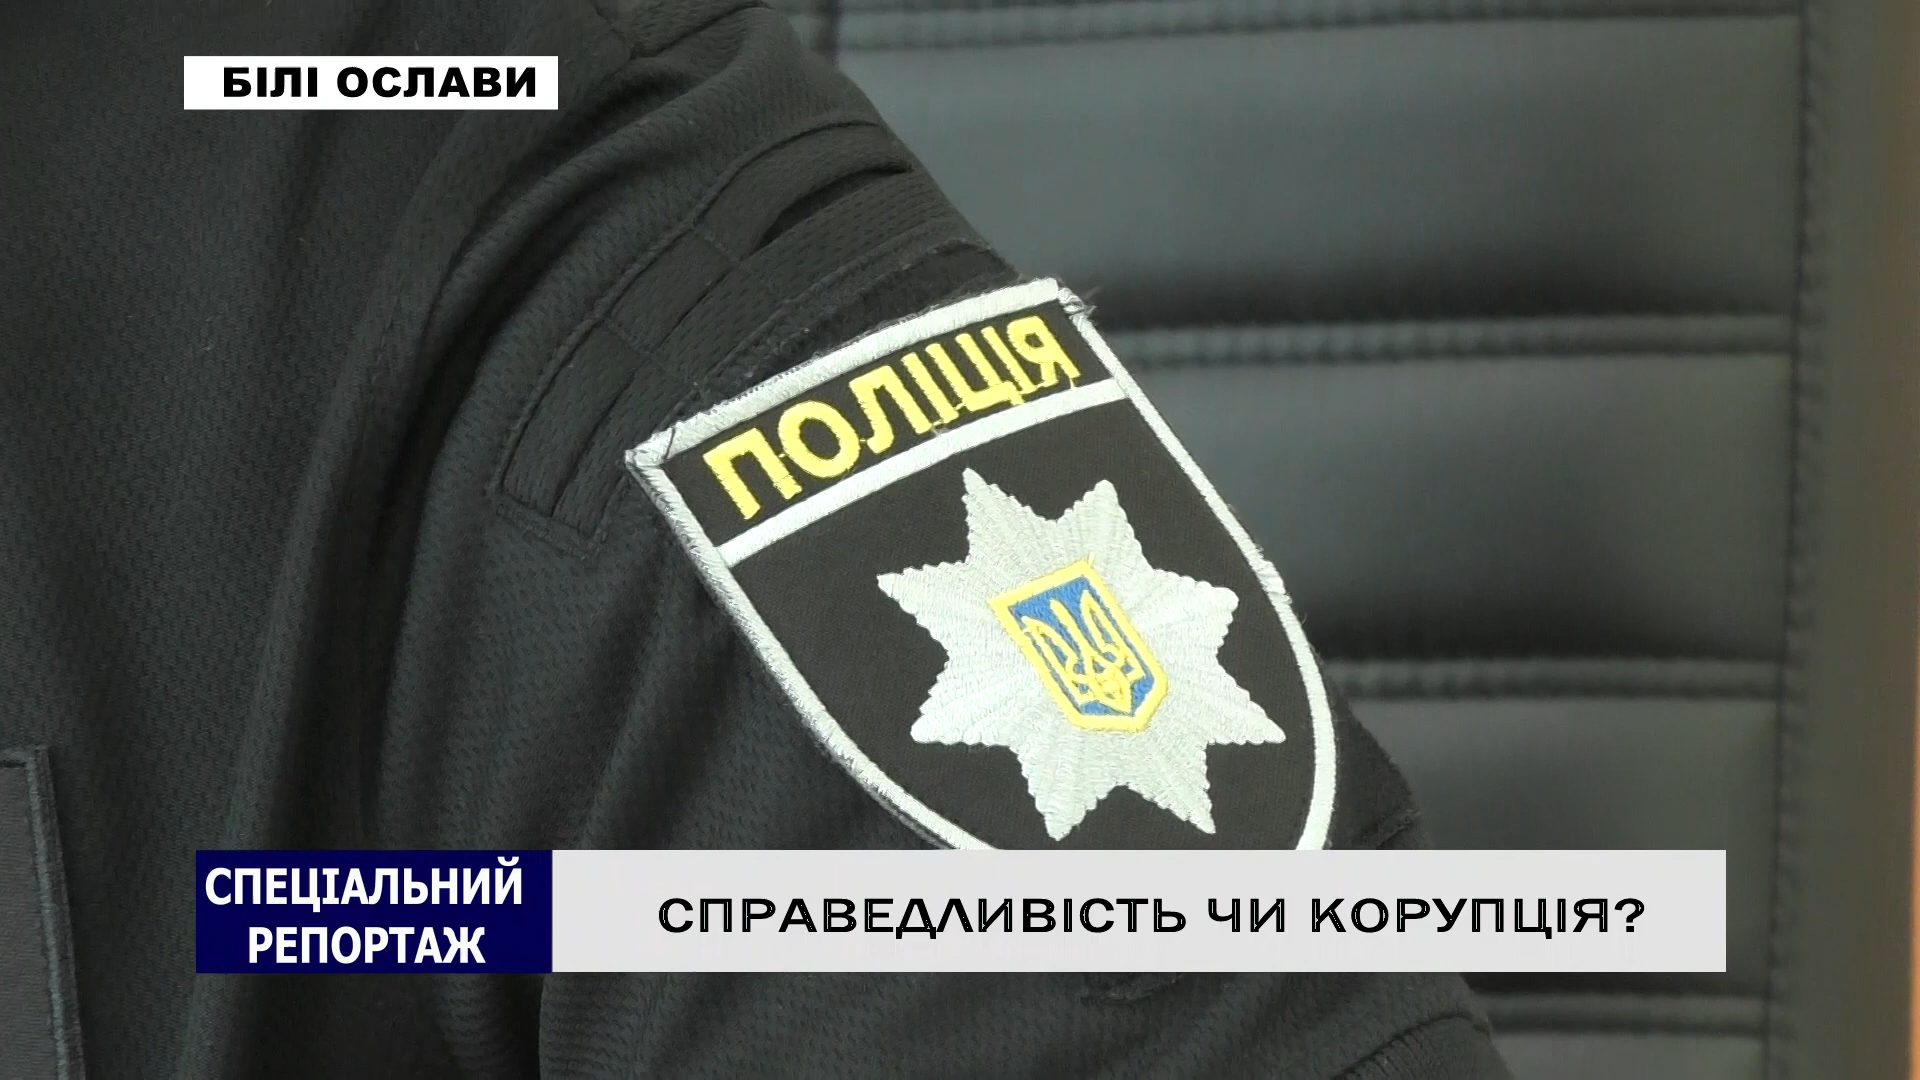 БІЛІ ОСЛАВИ
ПОЛІЦІЯ
СПЕЦІАЛЬНИЙ
РЕПОРТАЖ
СПРАВЕДЛИВІСТЬ ЧИ КОРУПЦІЯ?